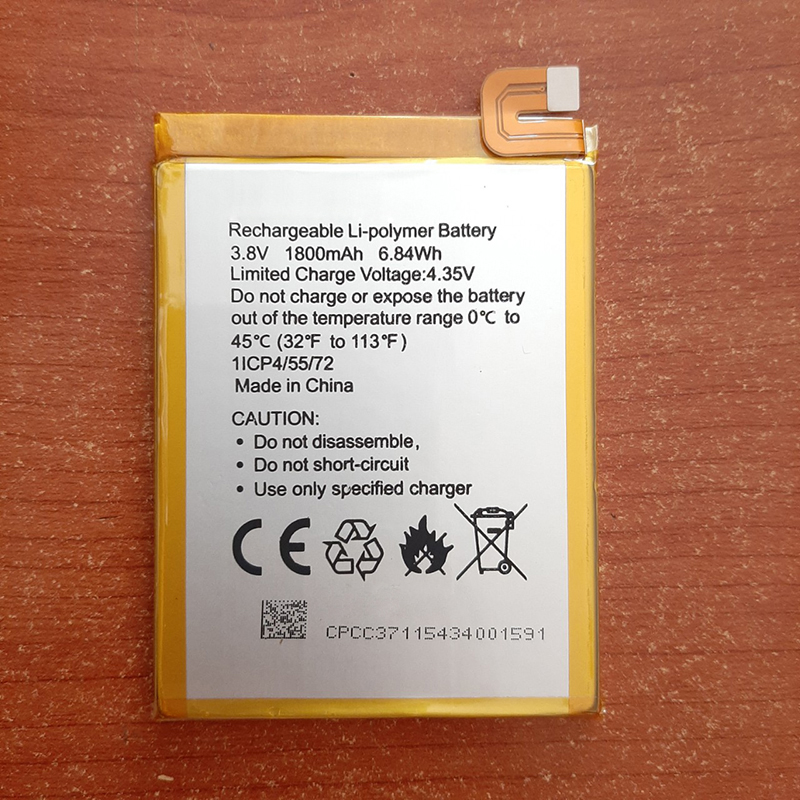 Rechargeable Li-polymer Battery
3.8V 1800mAh 6.84Wh
Limited Charge Voltage:4.35V
Do not charge or expose the battery
out of the temperature range 0℃ to
45℃ (32℉ to 113℉)
1ICP4/55/72
Made in China
CAUTION:
• Do not disassemble,
• Do not short-circuit
• Use only specified charger
CE
CPCC37115434001591